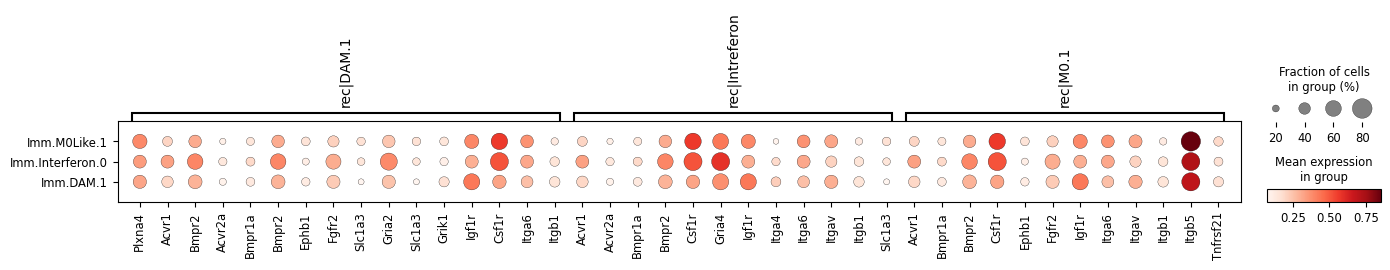 rec|DAM.1
rec|Intreferon
rec|M0.1
Imm.M0Like.1
Imm.Interferon.0
Imm.DAM.1
Plxna4
Acvr1
Bmpr2
Acvr2a
Bmpr1a
Bmpr2
Ephb1
Fgfr2
Slc1a3
Gria2
Slc1a3
Grik1
Igf1r
Csf1r
Itga6
Itgb1
Acvr1
Acvr2a
Bmpr1a
Bmpr2
Csf1r
Gria4
Igf1r
Itga4
Itga6
Itgav
Itgb1
Slc1a3
Acvr1
Bmpr1a
Bmpr2
Csf1r
Ephb1
Fgfr2
Igf1r
Itga6
Itgav
Itgb1
Itgb5
Tnfrsf21
Fraction of cells
in group (%)
20 40 60 80
Mean expression
in group
0.25 0.50 0.75